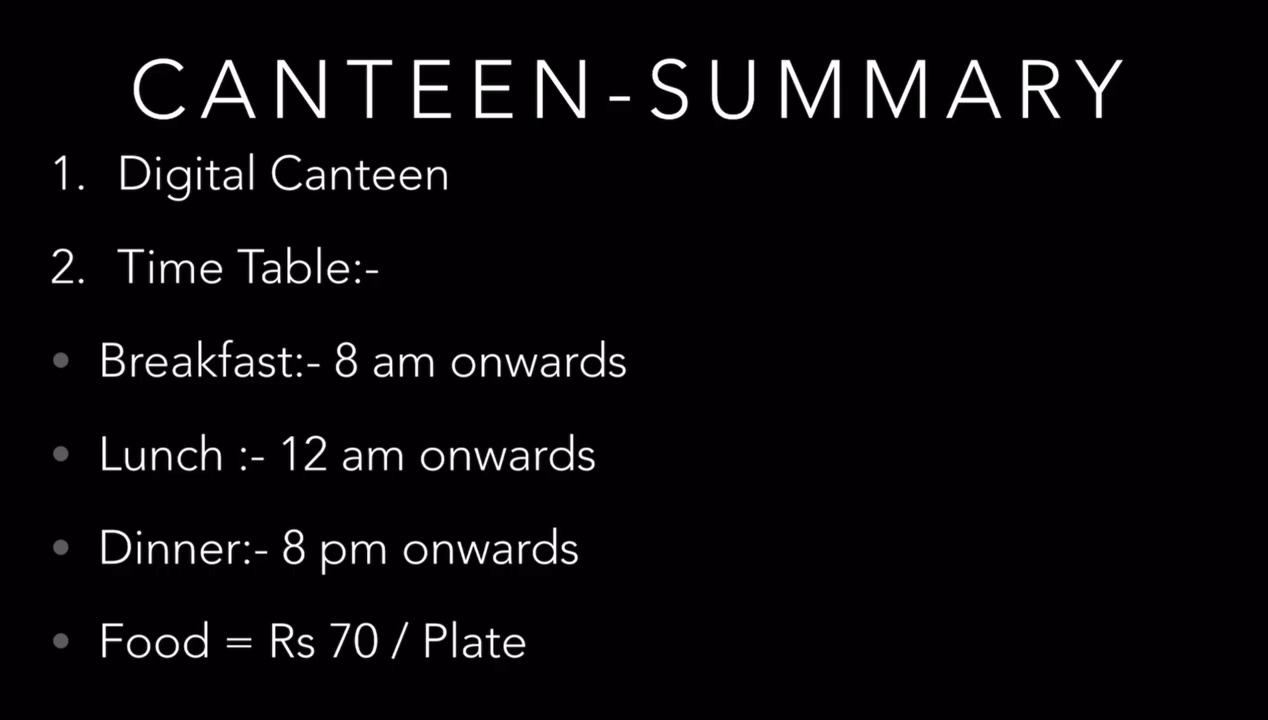 CANTEEN-SUMMARY
1. Digital Canteen
2. Time Table:-
• Breakfast:- 8 am onwards
• Lunch :- 12 am onwards
• Dinner:- 8 pm onwards
• Food = Rs 70 / Plate